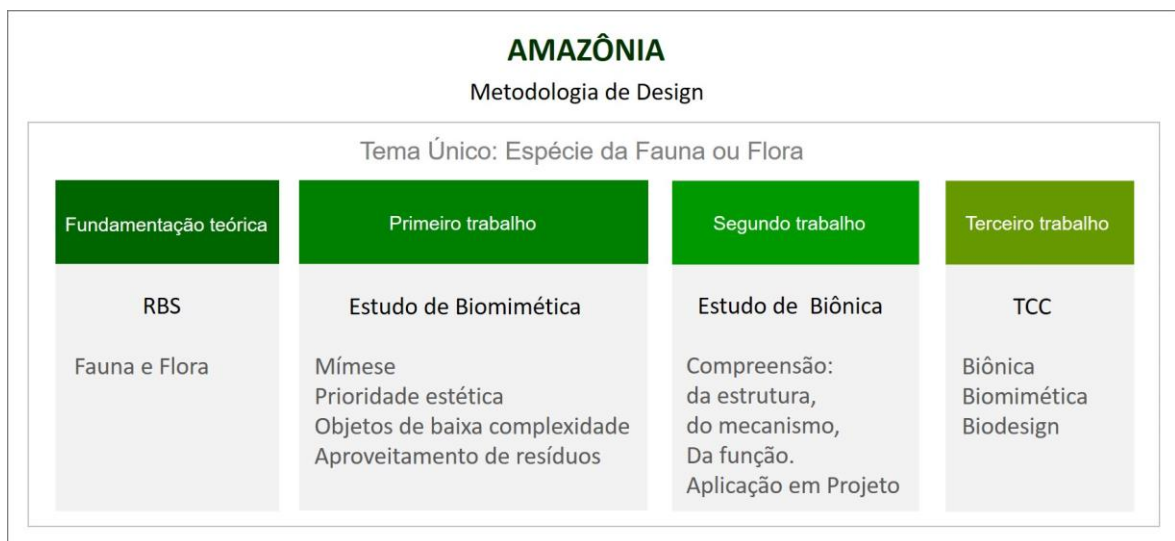 AMAZÔNIA
Metodologia de Design
Tema Único: Espécie da Fauna ou Flora
Fundamentação teórica
RBS
Fauna e Flora
Primeiro trabalho
Estudo de Biomimética
Mímese
Prioridade estética
Objetos de baixa complexidade
Aproveitamento de resíduos
Segundo trabalho
Estudo de Biônica
Compreensão:
da estrutura,
do mecanismo,
Da função.
Aplicação em Projeto
Terceiro trabalho
TCC
Biônica
Biomimética
Biodesign